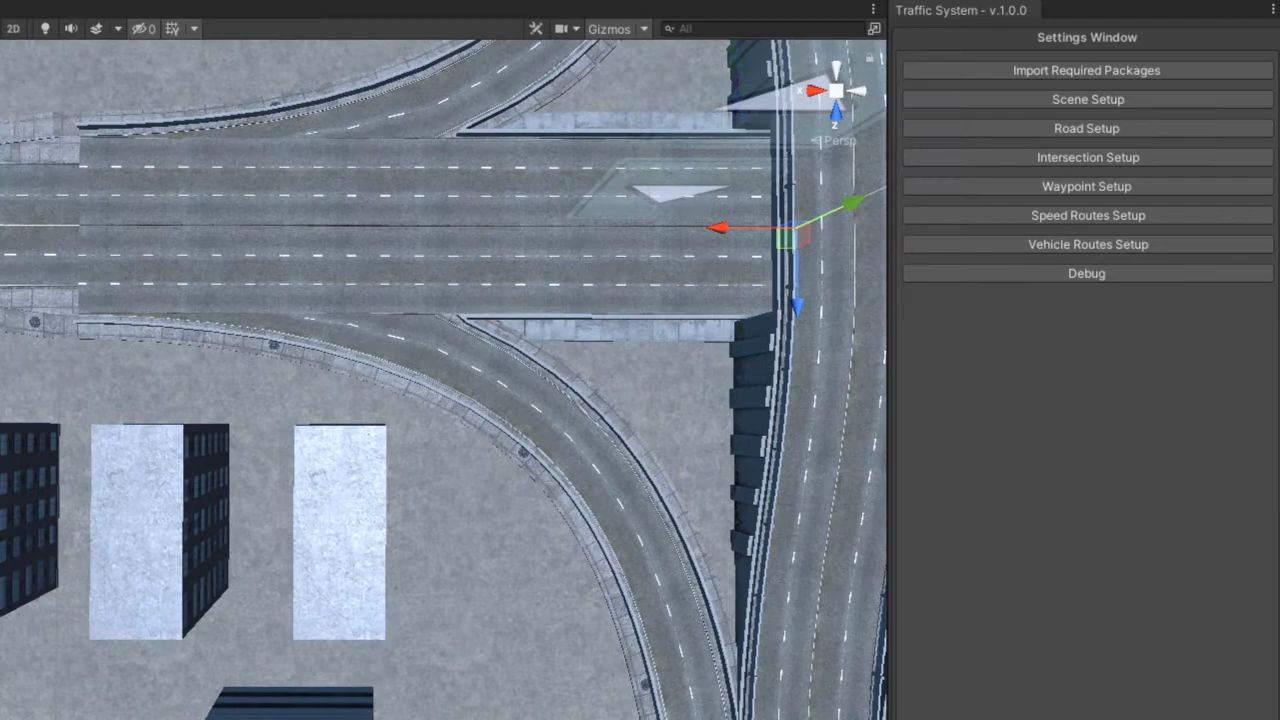 Traffic System - v.1.0.0
2D
0
Gizmos
All
Settings Window
Import Required Packages
Scene Setup
Road Setup
Intersection Setup
Waypoint Setup
Speed Routes Setup
Vehicle Routes Setup
Debug
x
z
Persp